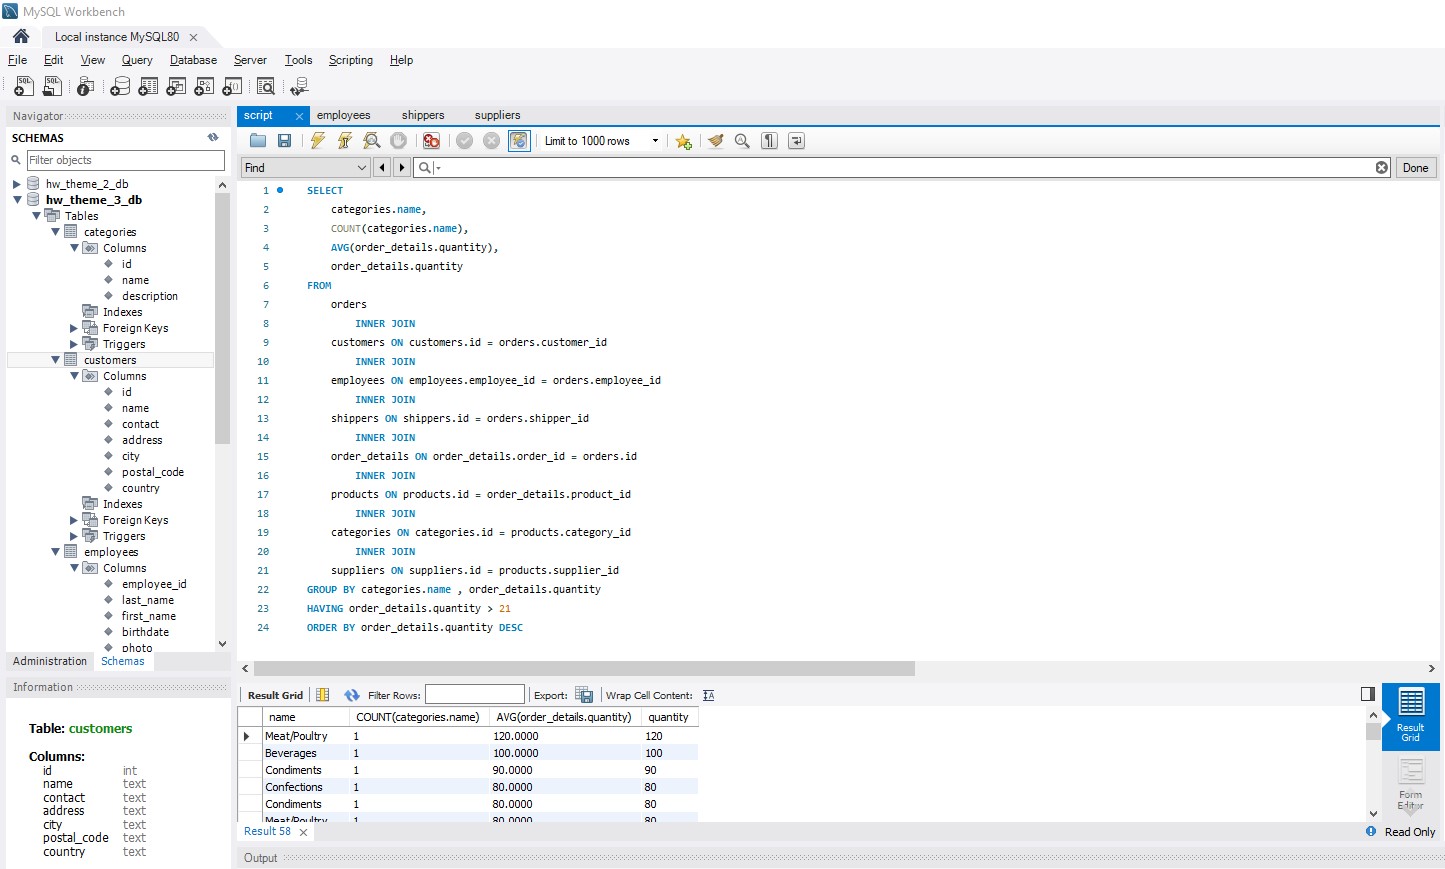 MySQL Workbench
Local instance MySQL80
File Edit View Query Database Server Tools Scripting Help
Navigator
SCHEMAS
Filter objects
hw_theme_2_db
hw_theme_3_db
Tables
categories
Columns
id
name
description
Indexes
Foreign Keys
Triggers
customers
Columns
id
name
contact
address
city
postal_code
country
Indexes
Foreign Keys
Triggers
employees
Columns
employee_id
last_name
first_name
birthdate
photo
Administration Schemas
Information
Table: customers
Columns:
id int
name text
contact text
address text
city text
postal_code text
country text
script employees shippers suppliers
Limit to 1000 rows
Find Done
1 SELECT
2 categories.name,
3 COUNT(categories.name),
4 AVG(order_details.quantity),
5 order_details.quantity
6 FROM
7 orders
8 INNER JOIN
9 customers ON customers.id = orders.customer_id
10 INNER JOIN
11 employees ON employees.employee_id = orders.employee_id
12 INNER JOIN
13 shippers ON shippers.id = orders.shipper_id
14 INNER JOIN
15 order_details ON order_details.order_id = orders.id
16 INNER JOIN
17 products ON products.id = order_details.product_id
18 INNER JOIN
19 categories ON categories.id = products.category_id
20 INNER JOIN
21 suppliers ON suppliers.id = products.supplier_id
22 GROUP BY categories.name , order_details.quantity
23 HAVING order_details.quantity > 21
24 ORDER BY order_details.quantity DESC
Result Grid Filter Rows: Export: Wrap Cell Content:
name COUNT(categories.name) AVG(order_details.quantity) quantity
Meat/Poultry 1 120.0000 120
Beverages 1 100.0000 100
Condiments 1 90.0000 90
Confections 1 80.0000 80
Condiments 1 80.0000 80
Meat/Poultry 1 80.0000 80
Result
Grid
Form
Editor
Result 58
Read Only
Output